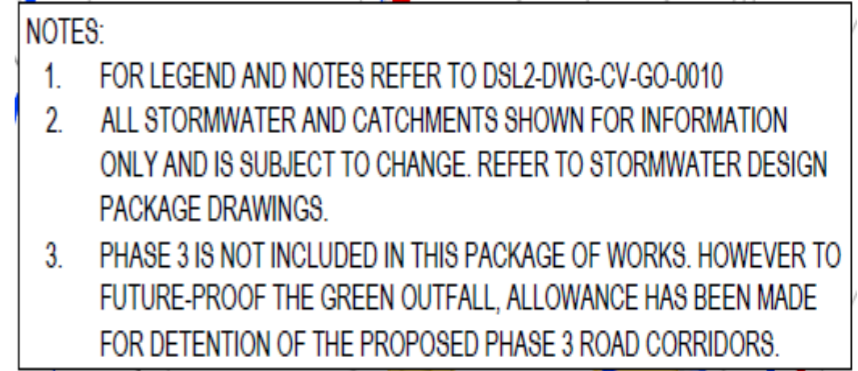 NOTES:
1. FOR LEGEND AND NOTES REFER TO DSL2-DWG-CV-GO-0010
2. ALL STORMWATER AND CATCHMENTS SHOWN FOR INFORMATION
ONLY AND IS SUBJECT TO CHANGE. REFER TO STORMWATER DESIGN
PACKAGE DRAWINGS.
3. PHASE 3 IS NOT INCLUDED IN THIS PACKAGE OF WORKS. HOWEVER TO
FUTURE-PROOF THE GREEN OUTFALL, ALLOWANCE HAS BEEN MADE
FOR DETENTION OF THE PROPOSED PHASE 3 ROAD CORRIDORS.